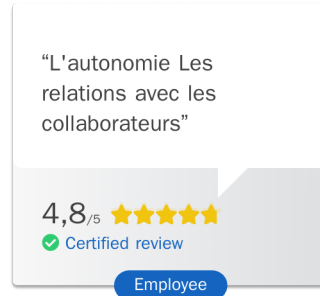 “L'autonomie Les
relations avec les
collaborateurs”
4,8/5
Certified review
Employee